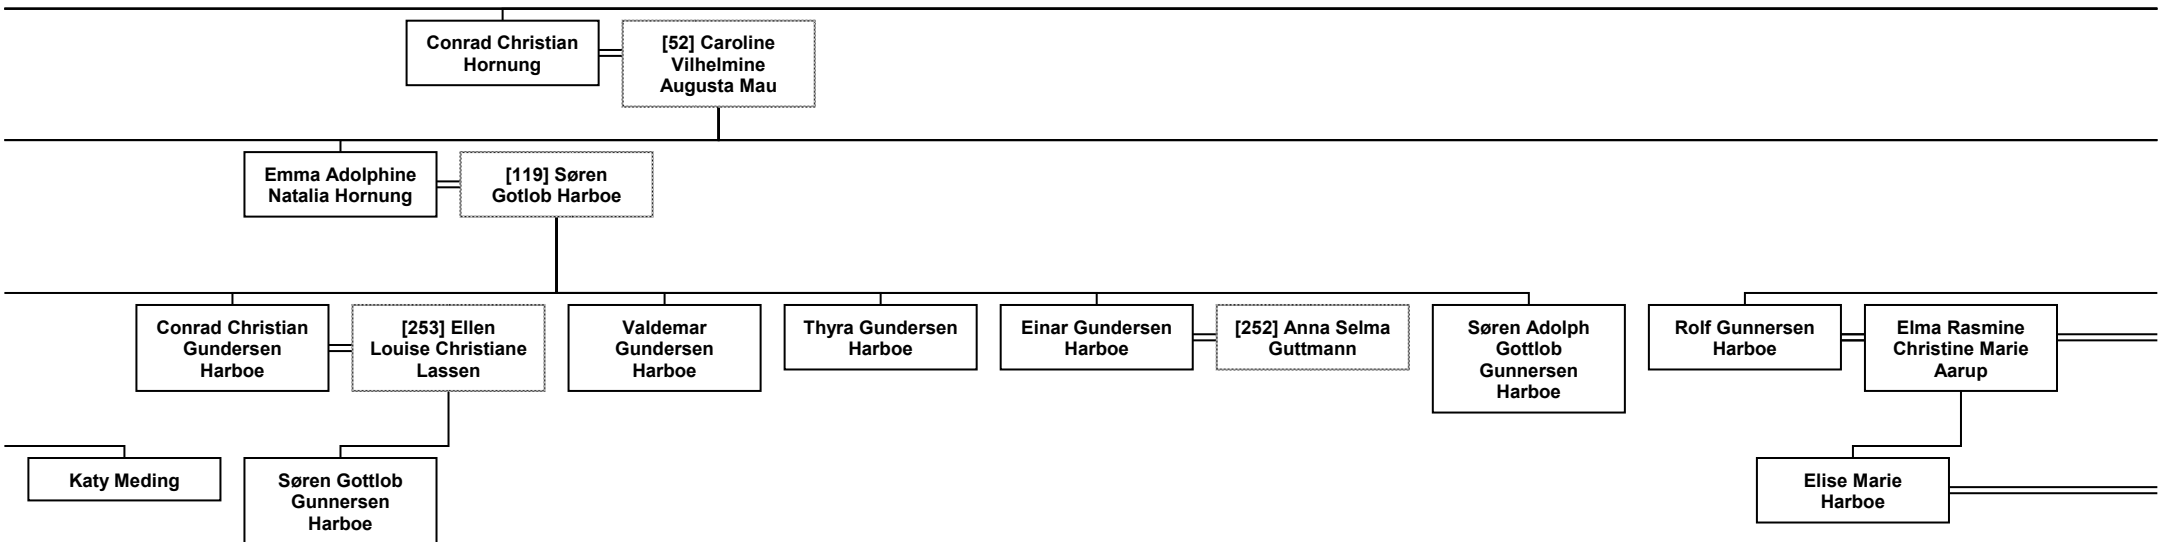 Conrad Christian
Hornung
[52] Caroline
Vilhelmine
Augusta Mau
Emma Adolphine
Natalia Hornung
[119] Søren
Gotlob Harboe
Conrad Christian
Gundersen
Harboe
[253] Ellen
Louise Christiane
Lassen
Valdemar
Gundersen
Harboe
Thyra Gundersen
Harboe
Einar Gundersen
Harboe
[252] Anna Selma
Guttmann
Søren Adolph
Gottlob
Gunnersen
Harboe
Rolf Gunnersen
Harboe
Elma Rasmine
Christine Marie
Aarup
Katy Meding
Søren Gottlob
Gunnersen
Harboe
Elise Marie
Harboe